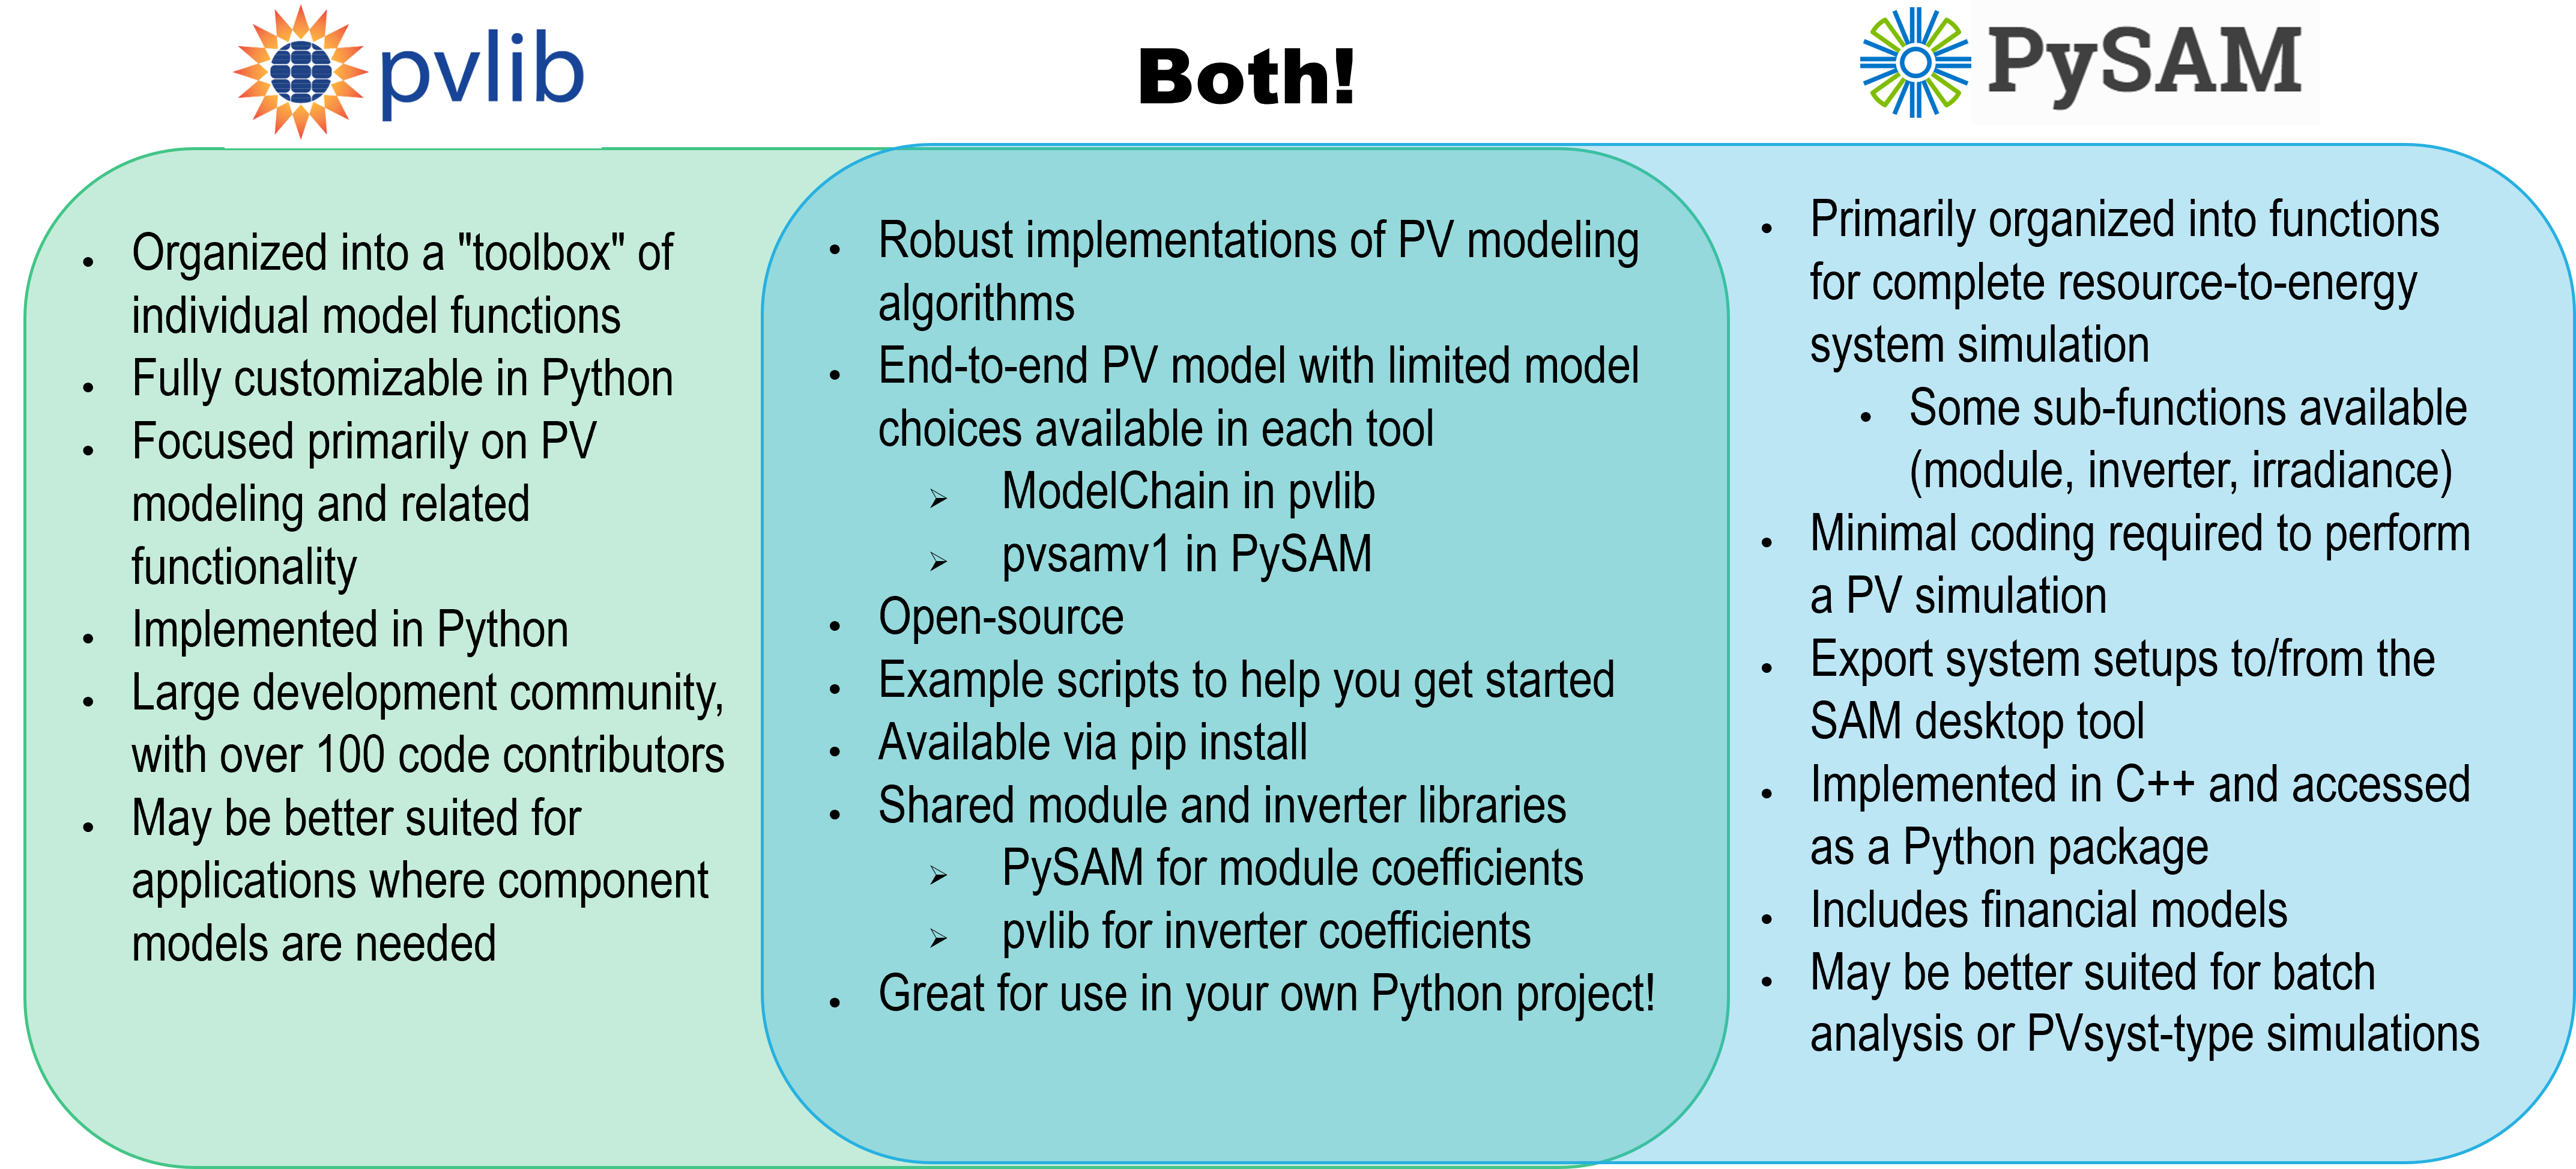 pvlib
Both!
PySAM
• Organized into a "toolbox" of
individual model functions
• Fully customizable in Python
• Focused primarily on PV
modeling and related
functionality
• Implemented in Python
• Large development community,
with over 100 code contributors
• May be better suited for
applications where component
models are needed
• Robust implementations of PV modeling
algorithms
• End-to-end PV model with limited model
choices available in each tool
➢ ModelChain in pvlib
➢ pvsamv1 in PySAM
• Open-source
• Example scripts to help you get started
• Available via pip install
• Shared module and inverter libraries
➢ PySAM for module coefficients
➢ pvlib for inverter coefficients
• Great for use in your own Python project!
• Primarily organized into functions
for complete resource-to-energy
system simulation
• Some sub-functions available
(module, inverter, irradiance)
• Minimal coding required to perform
a PV simulation
• Export system setups to/from the
SAM desktop tool
• Implemented in C++ and accessed
as a Python package
• Includes financial models
• May be better suited for batch
analysis or PVsyst-type simulations